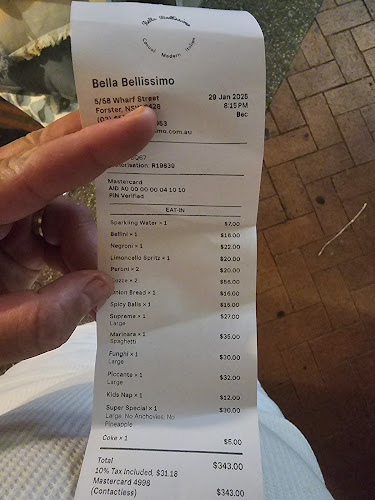 Bella Bellissimo
Casual Modern Italian
Bella Bellissimo
5/58 Wharf Street
29 Jan 2025
Forster, NSW 2428
8:15 PM
Bec
Authorisation: R19839
Mastercard
AID A0 00 00 00 04 10 10
PIN Verified
EAT-IN
Sparkling Water × 1 $7.00
Bellini × 1 $18.00
Negroni × 1 $22.00
Limoncello Spritz × 1 $20.00
Peroni × 2 $20.00
× 2 $56.00
Onion Bread × 1 $16.00
Spicy Balls × 1 $15.00
Supreme × 1 $27.00
Large
Marinara × 1 $35.00
Spaghetti
Funghi × 1 $30.00
Large
Piccante × 1 $32.00
Large
Kids Nap × 1 $12.00
Super Special × 1 $30.00
Large, No Anchovies, No
Pineapple
Coke × 1 $5.00
Total $343.00
10% Tax Included, $31.18
Mastercard 4998 $343.00
(Contactless)